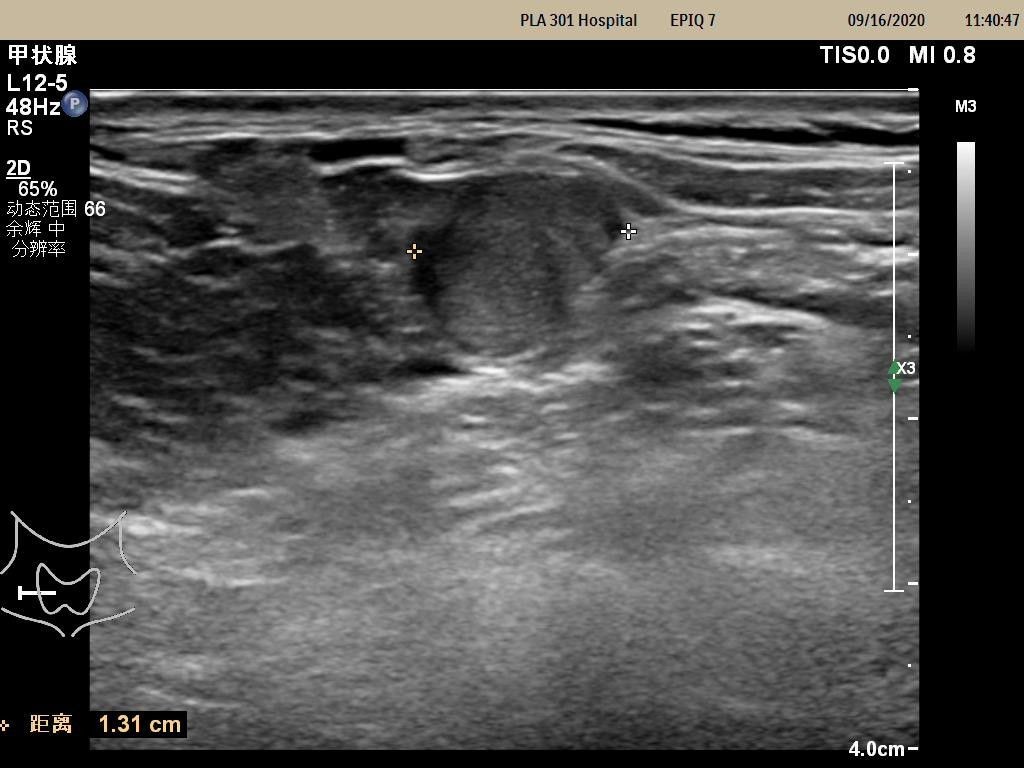 PLA 301 Hospital EPIQ 7 09/16/2020 11:40:47
甲状腺
TIS0.0 MI 0.8
L12-5
48Hz P
RS
M3
2D
65%
动态范围 66
余辉 中
分辨率
X3
距离 1.31 cm
4.0cm